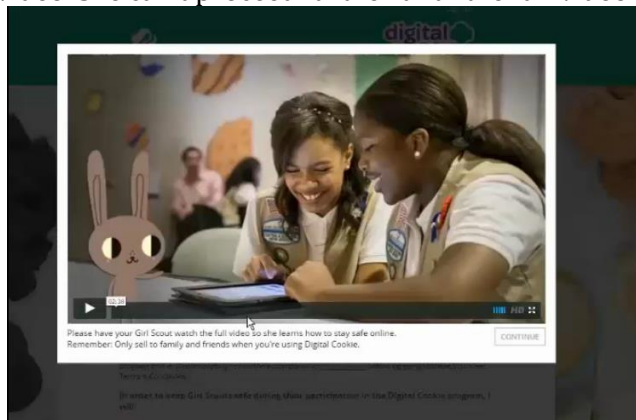 digital
02:38
HD
Please have your Girl Scout watch the full video so she learns how to stay safe online.
Remember: Only sell to family and friends when you're using Digital Cookie.
CONTINUE
In order to keep Girl Scouts safe during their participation in the Digital Cookie program, I